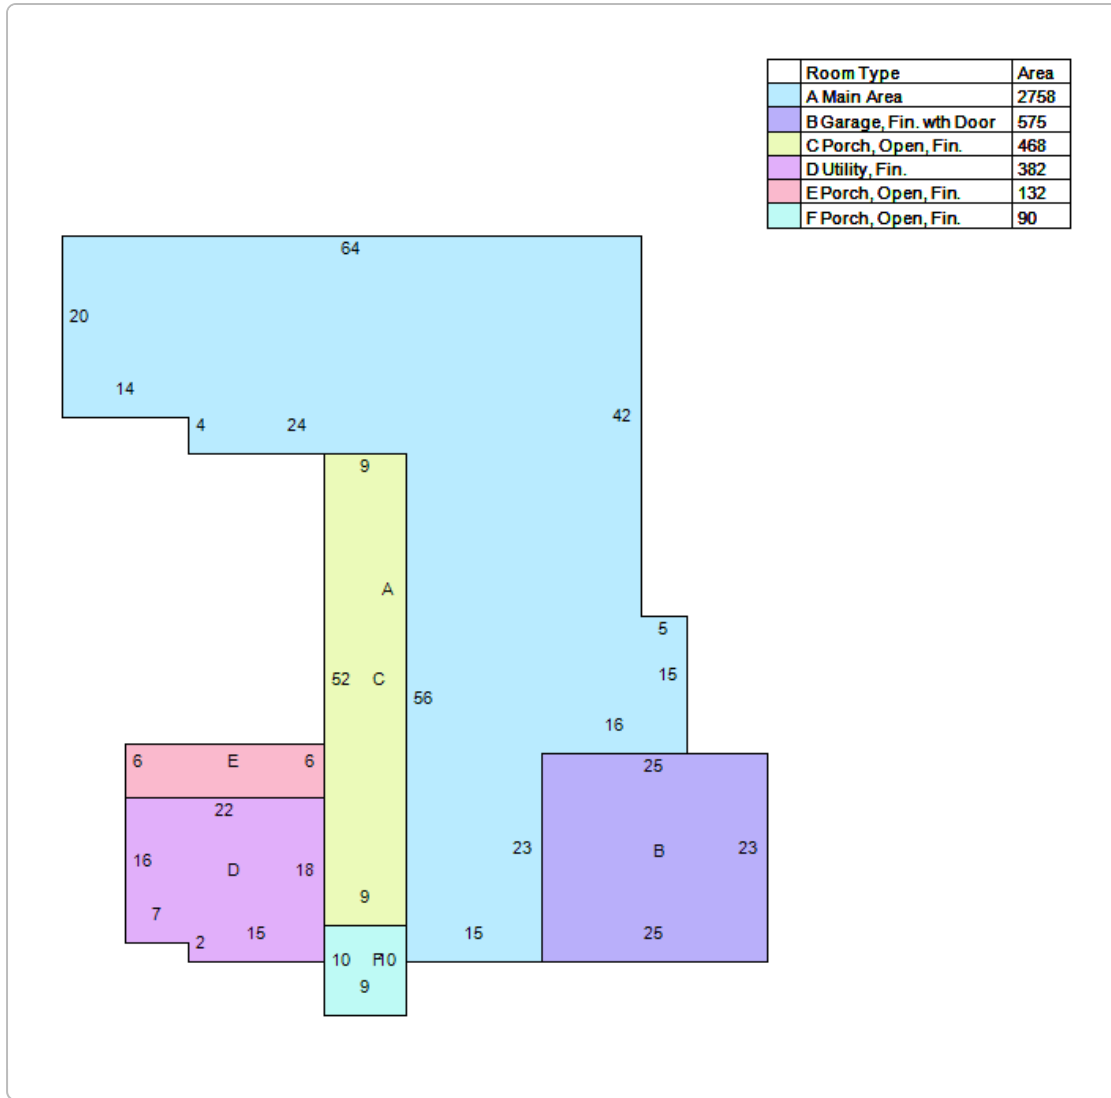 Room Type Area
A Main Area 2758
B Garage, Fin. wth Door 575
C Porch, Open, Fin. 468
D Utility, Fin. 382
E Porch, Open, Fin. 132
F Porch, Open, Fin. 90
64
20
14
42
4 24
9
A
5
52 C
15
56
16
6 E 6
25
22
23 B 23
16 D 18
9
7
15 15 25
2
10 F 10
9